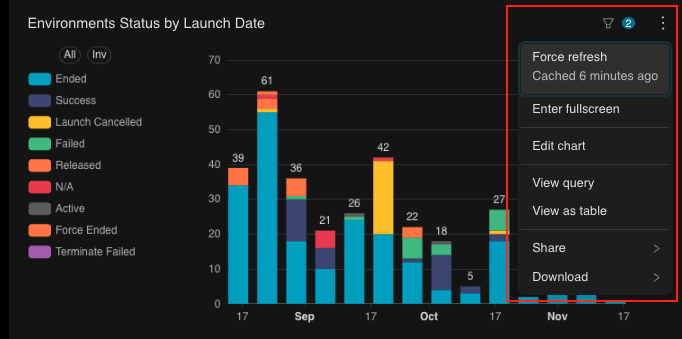 Environments Status by Launch Date
2
All Inv
Ended
Success
Launch Cancelled
Failed
Released
N/A
Active
Force Ended
Terminate Failed
70
60
50
40
30
20
10
0
39
61
36
21
26
42
22
18
5
27
17 Sep 17 Oct 17 Nov 17
Force refresh
Cached 6 minutes ago
Enter fullscreen
Edit chart
View query
View as table
Share
Download